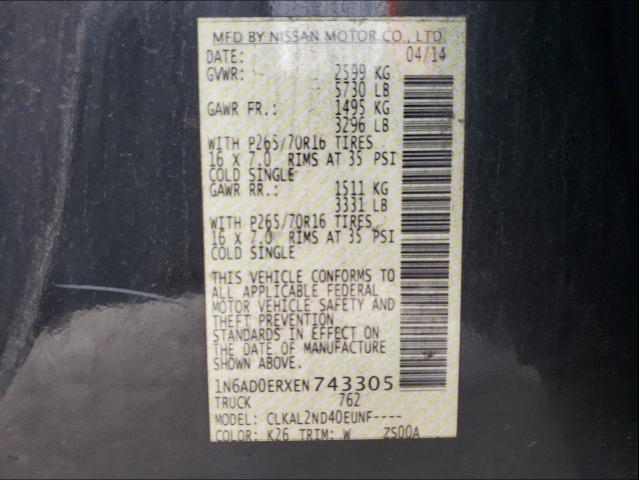 MFD BY NISSAN MOTOR CO., LTD.
DATE: 04/14
GVWR: 2599 KG
5730 LB
GAWR FR.: 1495 KG
3296 LB
WITH P265/70R16 TIRES
16 X 7.0 RIMS AT 35 PSI
COLD SINGLE
GAWR RR.: 1511 KG
3331 LB
WITH P265/70R16 TIRES
16 X 7.0 RIMS AT 35 PSI
COLD SINGLE
THIS VEHICLE CONFORMS TO
ALL APPLICABLE FEDERAL
MOTOR VEHICLE SAFETY AND
THEFT PREVENTION
STANDARDS IN EFFECT ON
THE DATE OF MANUFACTURE
SHOWN ABOVE.
1N6AD0ERXEN743305
TRUCK 762
MODEL: CLKAL2ND40EUNF----
COLOR: K26 TRIM: W ZS00A